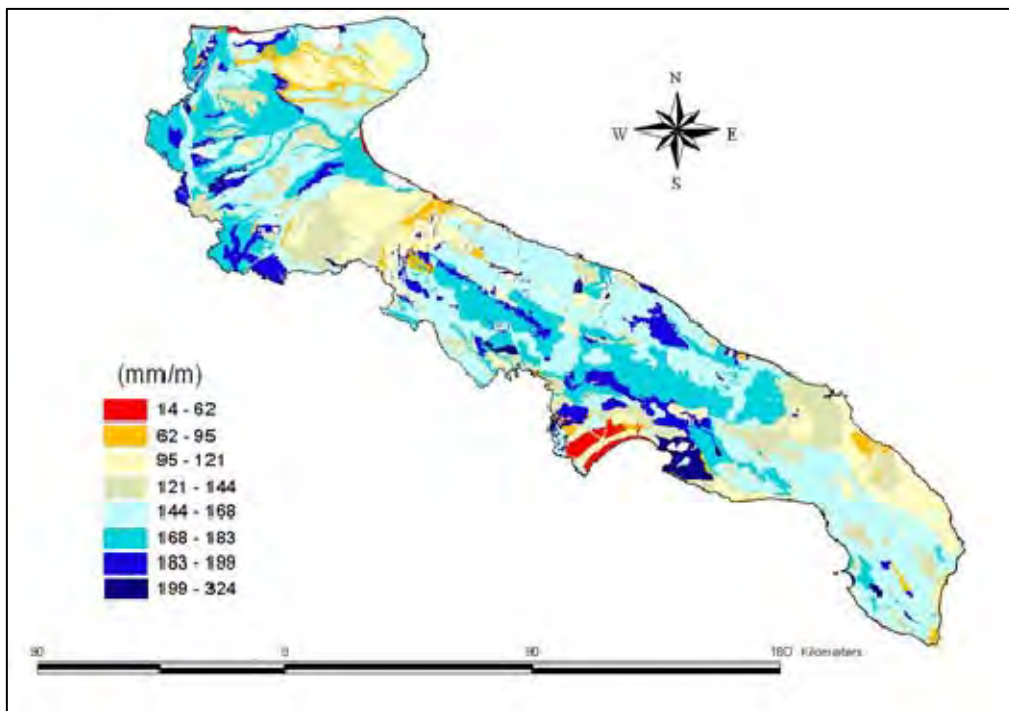 N
W E
S
(mm/m)
14 - 62
62 - 95
95 - 121
121 - 144
144 - 168
168 - 183
183 - 199
199 - 324
90 0 90 180 Kilometers